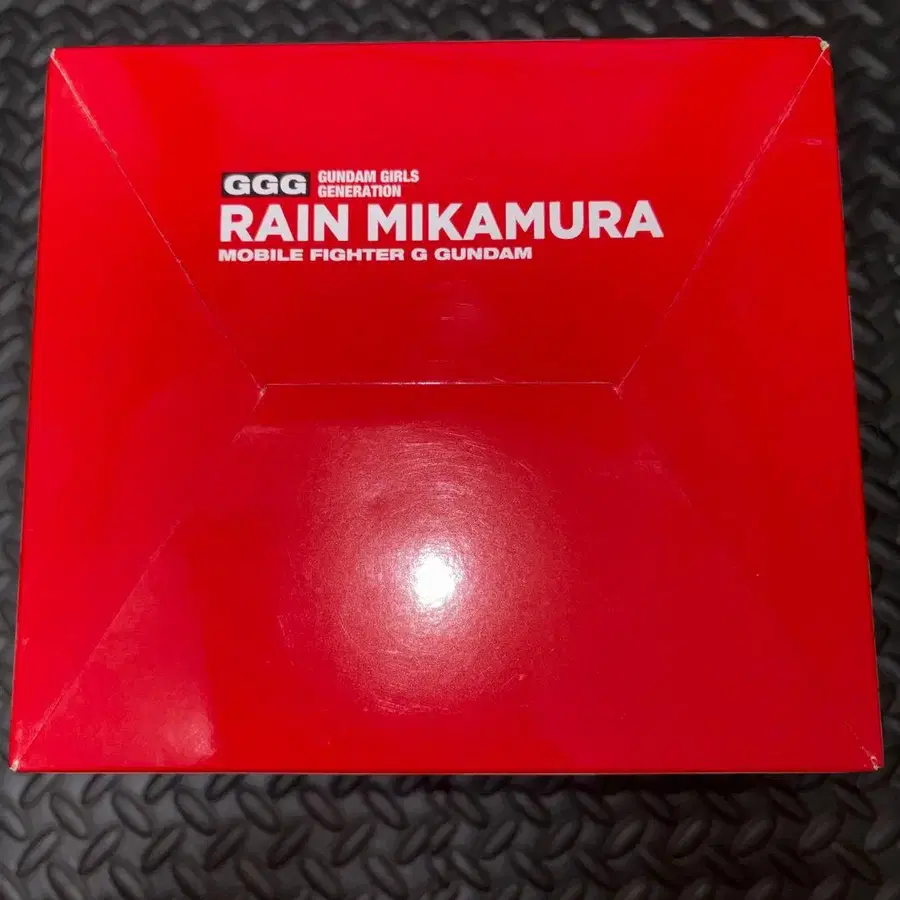 GGG GUNDAM GIRLS
GENERATION
RAIN MIKAMURA
MOBILE FIGHTER G GUNDAM